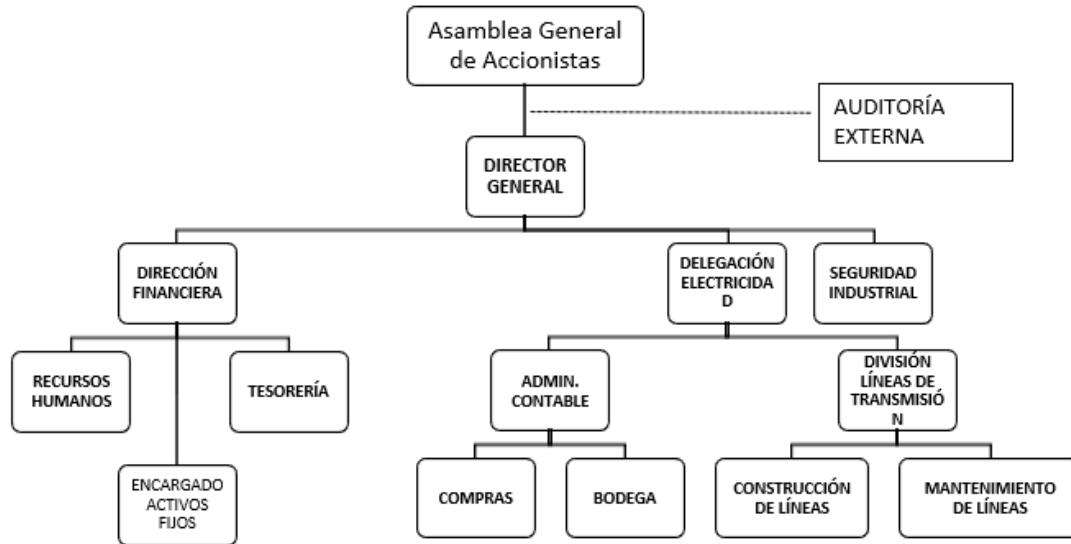 Asamblea General
de Accionistas
AUDITORÍA
EXTERNA
DIRECTOR
GENERAL
DIRECCIÓN
FINANCIERA
DELEGACIÓN
ELECTRICIDA
D
SEGURIDAD
INDUSTRIAL
RECURSOS
HUMANOS
TESORERÍA
ADMIN.
CONTABLE
DIVISIÓN
LÍNEAS DE
TRANSMISIÓ
N
ENCARGADO
ACTIVOS
FIJOS
COMPRAS
BODEGA
CONSTRUCCIÓN
DE LÍNEAS
MANTENIMIENTO
DE LÍNEAS